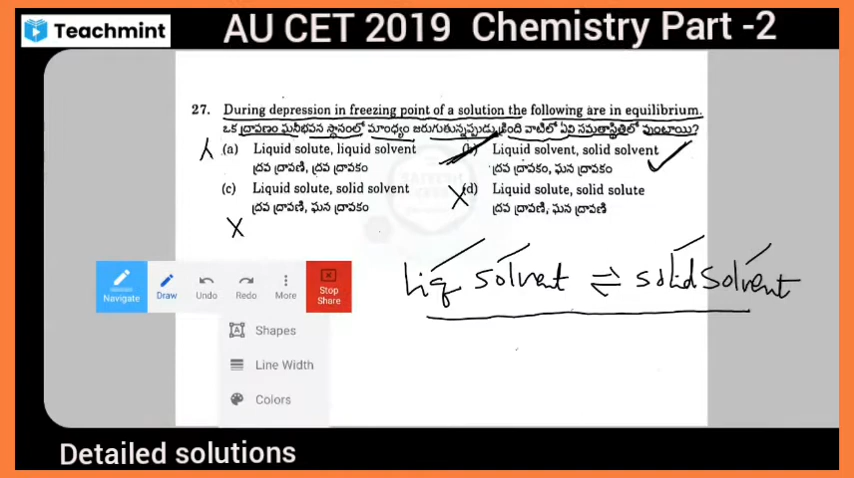 Teachmint
AU CET 2019 Chemistry Part -2
27. During depression in freezing point of a solution the following are in equilibrium.
ఒక ద్రావణం ఘనీభవన స్థానంలో మాంద్యం జరుగుతున్నప్పుడు క్రింది వాటిలో ఏవి సమతాస్థితిలో వుంటాయి?
(a) Liquid solute, liquid solvent
ద్రవ ద్రావణి, ద్రవ ద్రావకం
(b) Liquid solvent, solid solvent
ద్రవ ద్రావకం, ఘన ద్రావకం
(c) Liquid solute, solid solvent
ద్రవ ద్రావణి, ఘన ద్రావకం
(d) Liquid solute, solid solute
ద్రవ ద్రావణి, ఘన ద్రావణి
Liq solvent ⇌ solid solvent
Navigate
Draw
Undo
Redo
More
Stop
Share
Shapes
Line Width
Colors
Detailed solutions